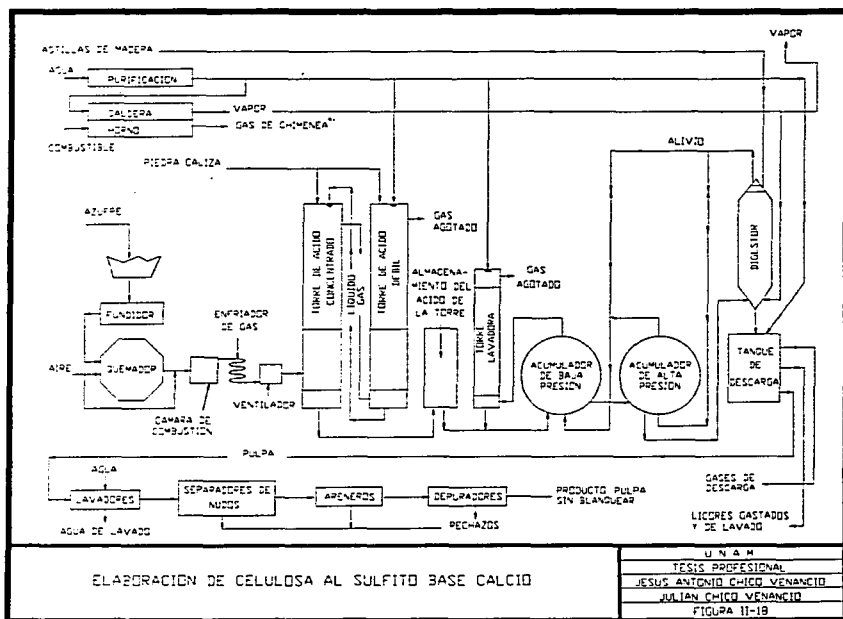 VAPOR
ASTILLAS DE MADERA
AGUA
PURIFICACION
CALDERA
VAPOR
HORNO
GAS DE CHIMENEA
COMBUSTIBLE
ALIVIO
PIEDRA CALIZA
AZUFRE
TORRE DE ACIDO
CONCENTRADO
LIQUIDO
GAS
TORRE DE ACIDO
DEBIL
GAS
AGOTADO
ALMACENA-
MIENTO DEL
ACIDO DE
LA TORRE
GAS
AGOTADO
TORRE
LAVADORA
DIGESTOR
FUNDIDOR
ENFRIADOR
DE GAS
AIRE
QUEMADOR
VENTILADOR
CAMARA DE
COMBUSTION
ACUMULADOR
DE BAJA
PRESION
ACUMULADOR
DE ALTA
PRESION
TANQUE
DE
DESCARGA
PULPA
AGUA
LAVADORES
SEPARADORES DE
NUDOS
ARENEROS
DEPURADORES
PRODUCTO PULPA
SIN BLANQUEAR
GASES DE
DESCARGA
AGUA DE LAVADO
RECHAZOS
LICORES GASTADOS
Y DE LAVADO
ELABORACION DE CELULOSA AL SULFITO BASE CALCIO
U N A M
TESIS PROFESIONAL
JESUS ANTONIO CHICO VENANCIO
JULIAN CHICO VENANCIO
FIGURA II-18